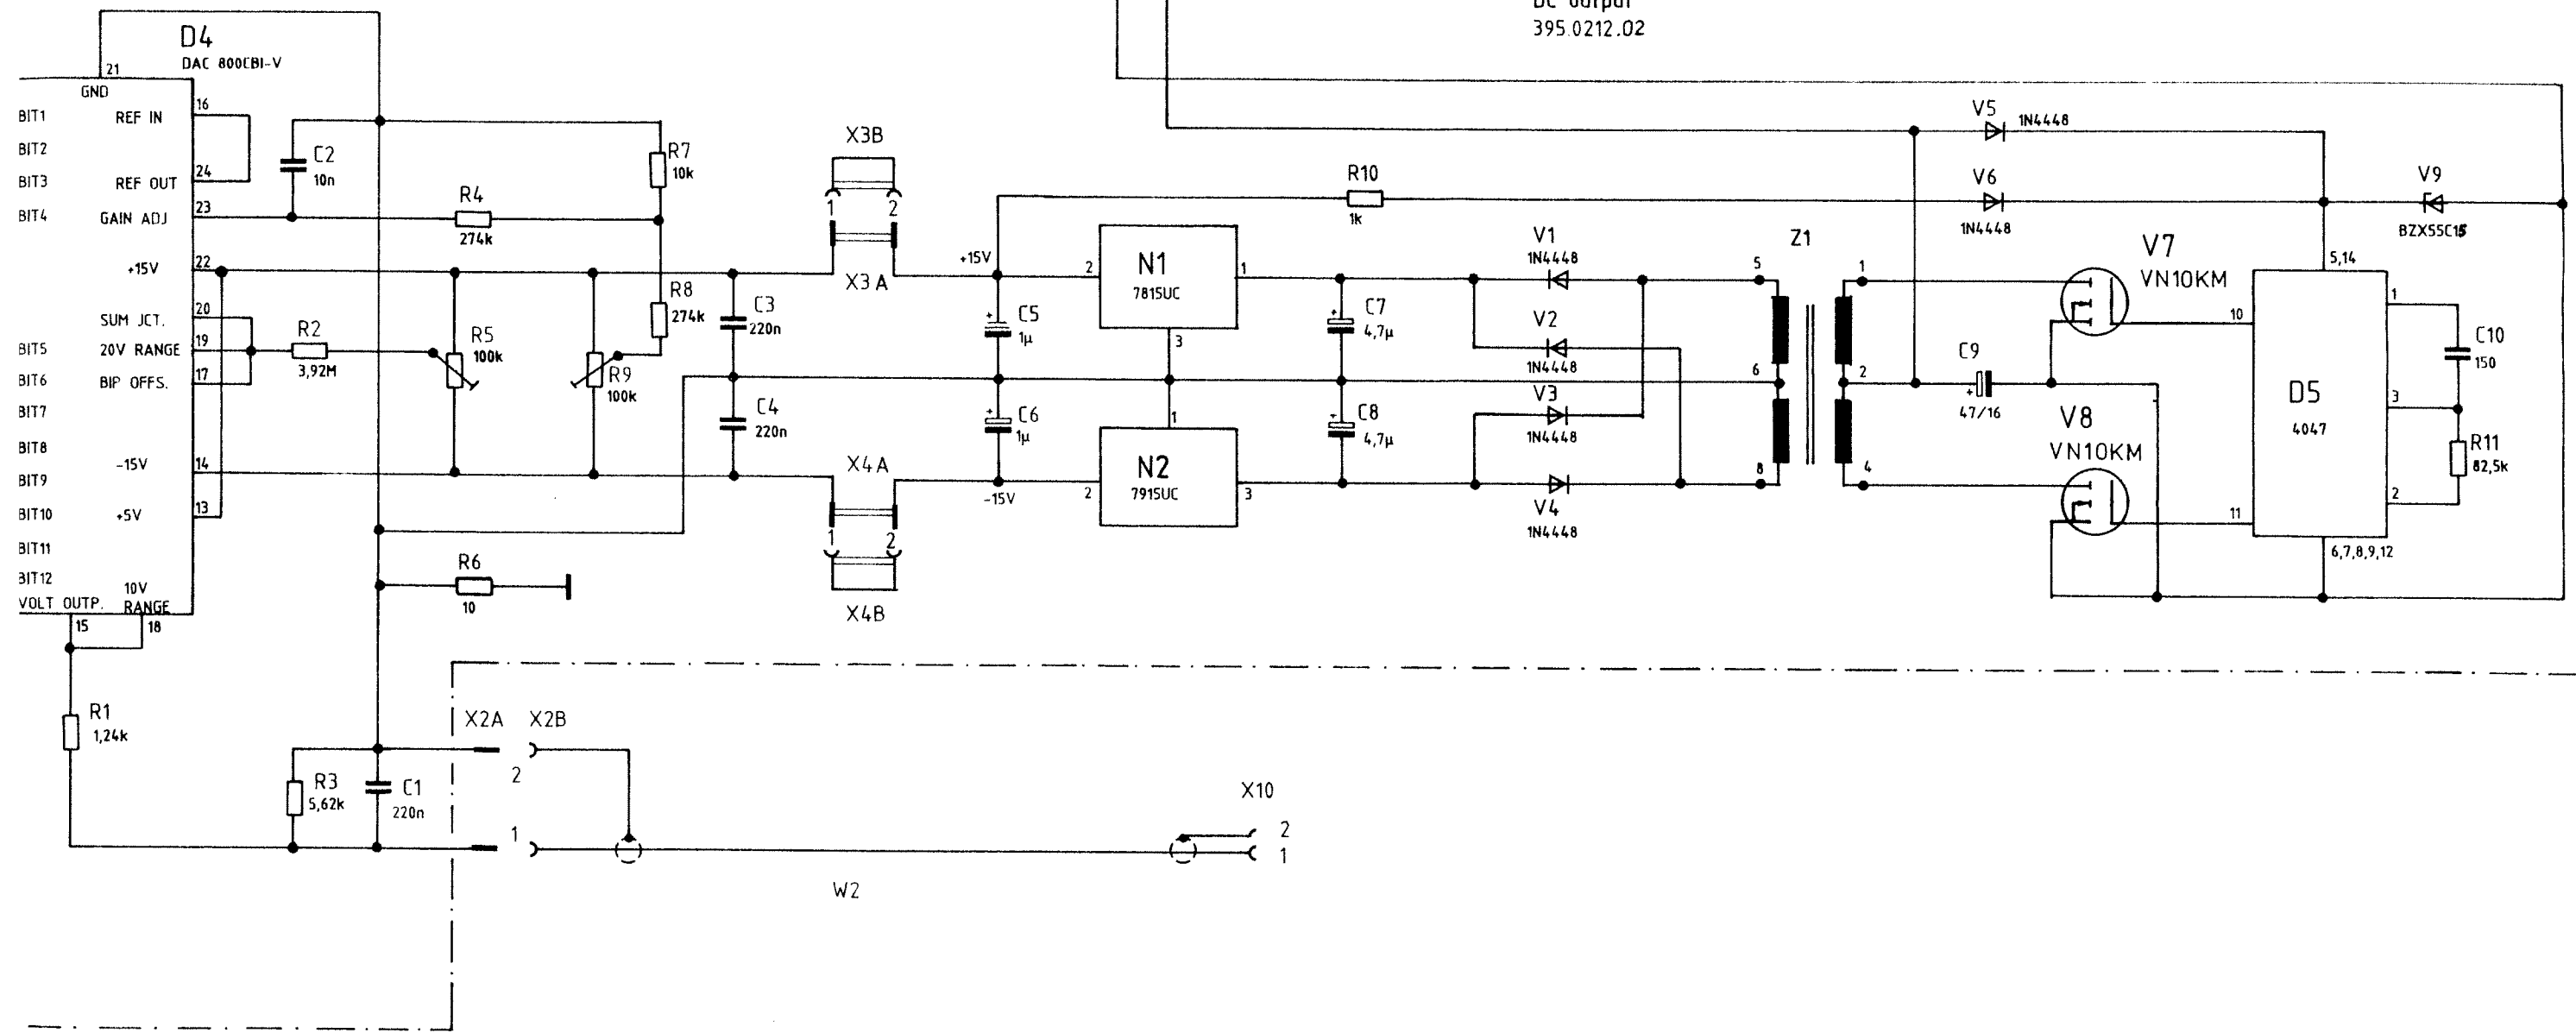 DC output
395.0212.02
D4
DAC 800CBI-V
21
GND
16
BIT1
REF IN
BIT2
BIT3
REF OUT
24
BIT4
GAIN ADJ
23
+15V
22
SUM JCT.
20
BIT5
20V RANGE
19
BIT6
BIP OFFS.
17
BIT7
BIT8
-15V
14
BIT9
BIT10
+5V
13
BIT11
BIT12
10V
VOLT OUTP.
RANGE
15
18
C2
10n
R4
274k
R7
10k
R8
274k
R2
3,92M
R5
100k
R9
100k
C3
220n
C4
220n
R6
10
R1
1,24k
R3
5,62k
C1
220n
X2A
X2B
2
1
W2
X10
2
1
X3B
1
2
X3A
X4A
1
2
X4B
+15V
-15V
+
C5
1µ
+
C6
1µ
R10
1k
2
N1
7815UC
1
3
1
2
N2
7915UC
3
+
C7
4,7µ
+
C8
4,7µ
V1
1N4448
V2
1N4448
V3
1N4448
V4
1N4448
Z1
5
6
8
1
2
4
V5
1N4448
V6
1N4448
V9
BZX55C15
C9
+
47/16
V7
VN10KM
V8
VN10KM
5,14
10
11
D5
4047
1
3
2
6,7,8,9,12
C10
150
R11
82,5k